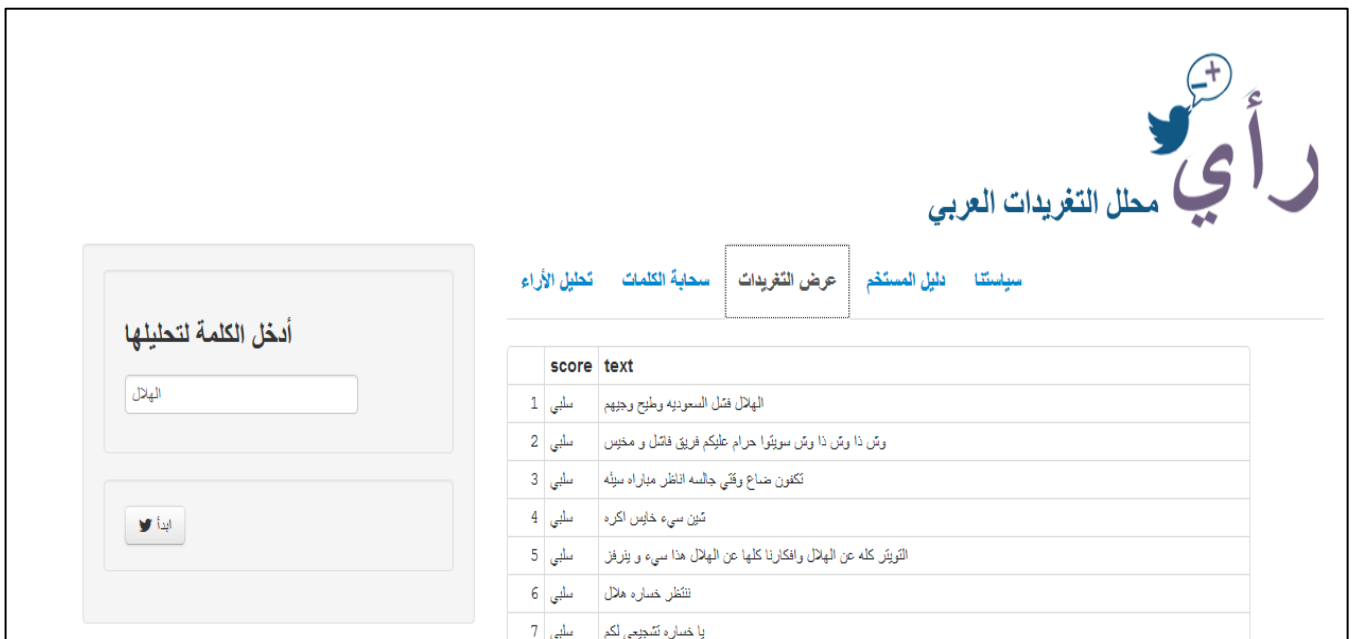 رأي
محلل التغريدات العربي
سياستنا
دليل المستخم
عرض التغريدات
سحابة الكلمات
تحليل الأراء
أدخل الكلمة لتحليلها
الهلال
ابدأ
score text
1 سلبي الهلال فشل السعوديه وطيح وجيهم
2 سلبي وش ذا وش ذا وش سويتوا حرام عليكم فريق فاشل و مخيس
3 سلبي تكفون ضاع وقتي جالسه اناظر مباراه سيئه
4 سلبي شين سيء خايس اكره
5 سلبي التويتر كله عن الهلال وافكارنا كلها عن الهلال هذا سيء و ينرفز
6 سلبي ننتظر خساره هلال
7 سلبي يا خساره تشجيعي لكم